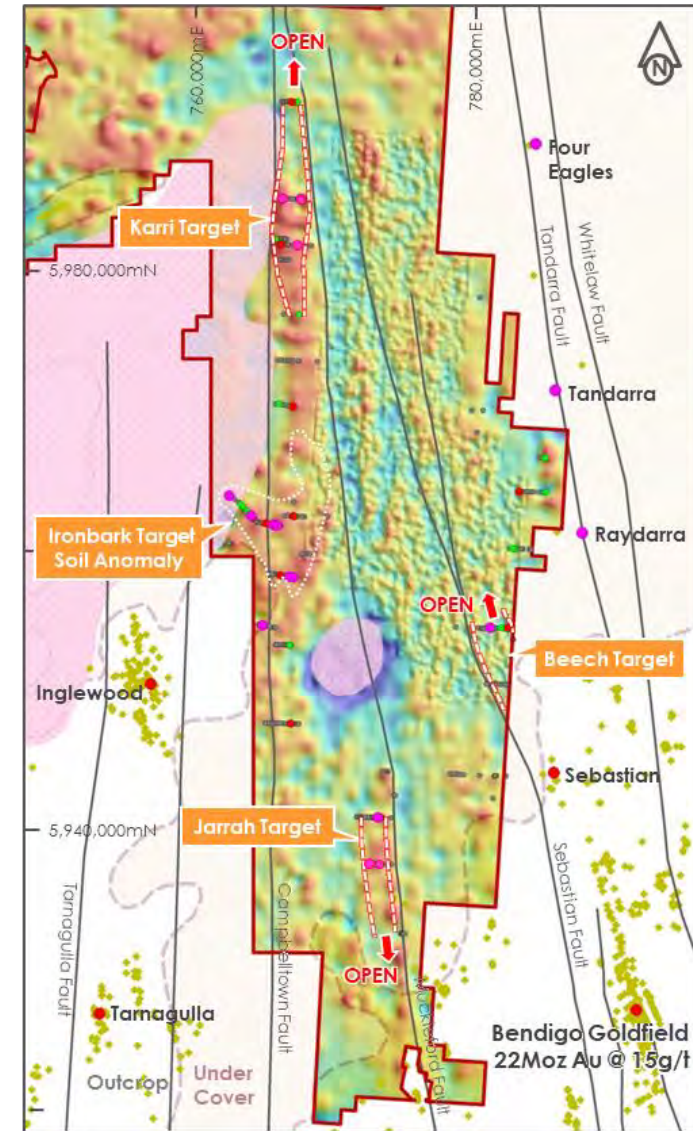 760,000mE
780,000mE
OPEN
N
Four
Eagles
Karri Target
Whitelaw Fault
Tandarra Fault
5,980,000mN
Tandarra
Ironbark Target
Soil Anomaly
Raydarra
OPEN
Beech Target
Inglewood
Sebastian
5,940,000mN
Jarrah Target
Tarnagulla Fault
Campbelltown Fault
Sebastian Fault
OPEN
Muckleford Fault
Tarnagulla
Bendigo Goldfield
22Moz Au @ 15g/t
Outcrop
Under
Cover